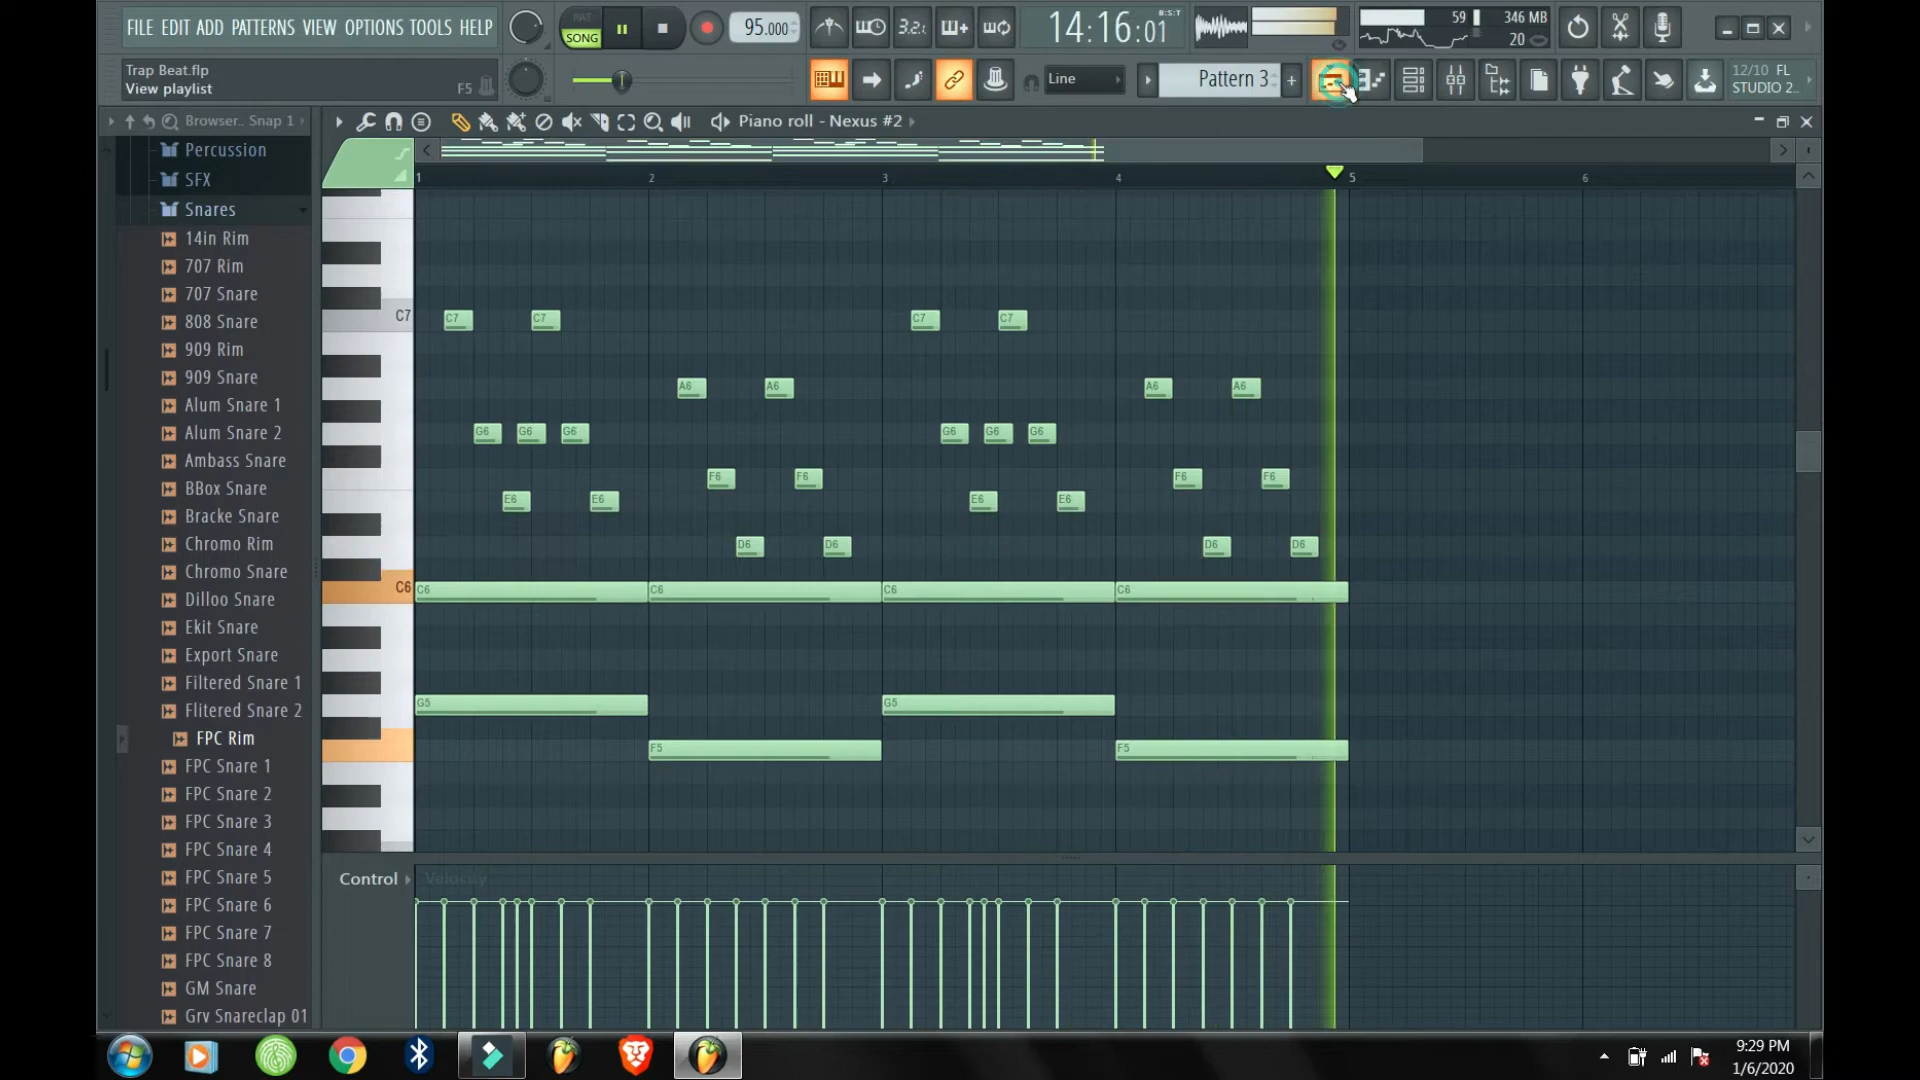 FILE EDIT ADD PATTERNS VIEW OPTIONS TOOLS HELP
PAT
SONG
95.000
3.2.
14:16:01
B:S:T
59
346 MB
20
Trap Beat.flp
View playlist
F5
Line
Pattern 3
12/10 FL
STUDIO 2..
Browser.. Snap 1
Piano roll - Nexus #2
Percussion
SFX
Snares
14in Rim
707 Rim
707 Snare
808 Snare
909 Rim
909 Snare
Alum Snare 1
Alum Snare 2
Ambass Snare
BBox Snare
Bracke Snare
Chromo Rim
Chromo Snare
Dilloo Snare
Ekit Snare
Export Snare
Filtered Snare 1
Flitered Snare 2
FPC Rim
FPC Snare 1
FPC Snare 2
FPC Snare 3
FPC Snare 4
FPC Snare 5
FPC Snare 6
FPC Snare 7
FPC Snare 8
GM Snare
Grv Snareclap 01
1 2 3 4 5 6
C7 C7 C7 C7 C7
A6 A6 A6 A6
G6 G6 G6 G6 G6 G6
F6 F6 F6 F6
E6 E6 E6 E6
D6 D6 D6 D6
C6 C6 C6 C6 C6
G5 G5
F5 F5
Control Velocity
9:29 PM
1/6/2020